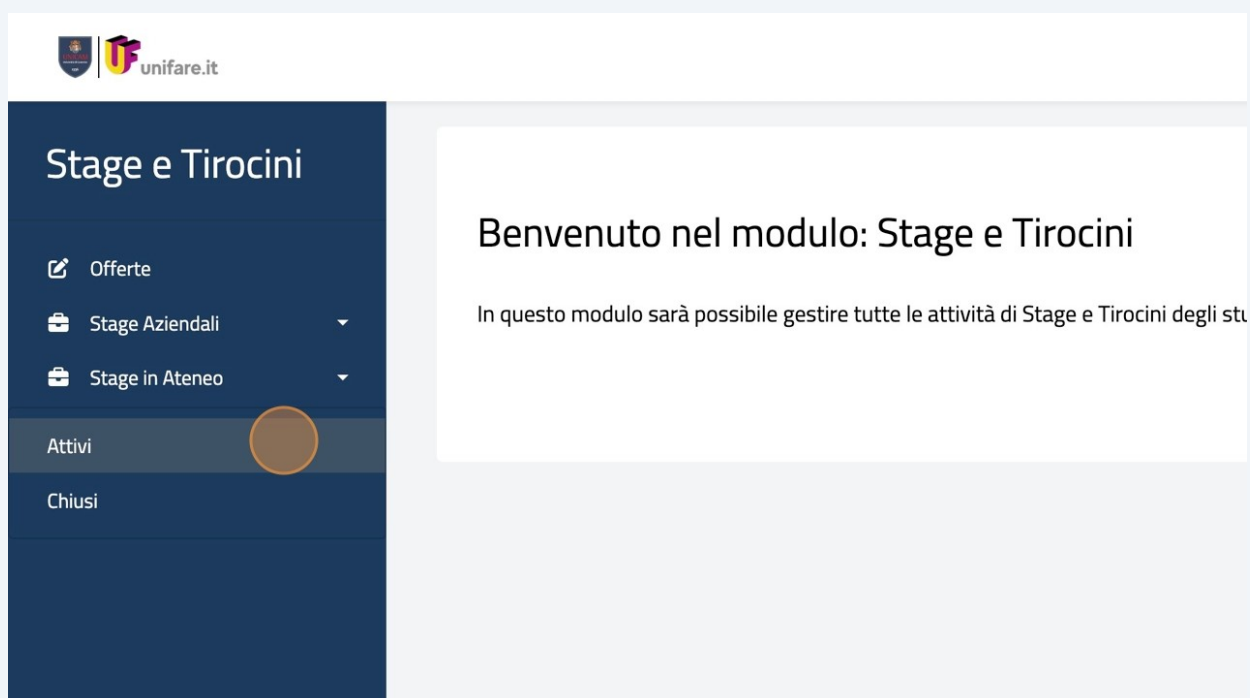 unifare.it
Stage e Tirocini
Offerte
Stage Aziendali
Stage in Ateneo
Attivi
Chiusi
Benvenuto nel modulo: Stage e Tirocini
In questo modulo sarà possibile gestire tutte le attività di Stage e Tirocini degli